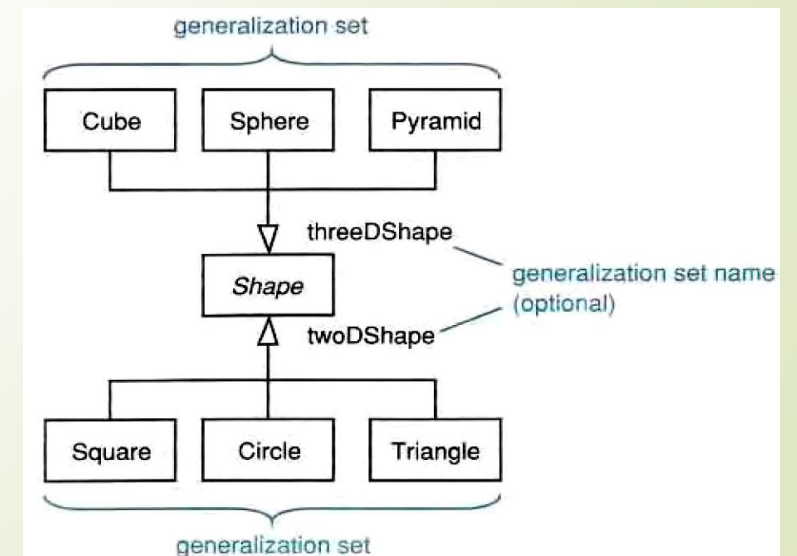 generalization set
Cube
Sphere
Pyramid
threeDShape
Shape
generalization set name
(optional)
twoDShape
Square
Circle
Triangle
generalization set